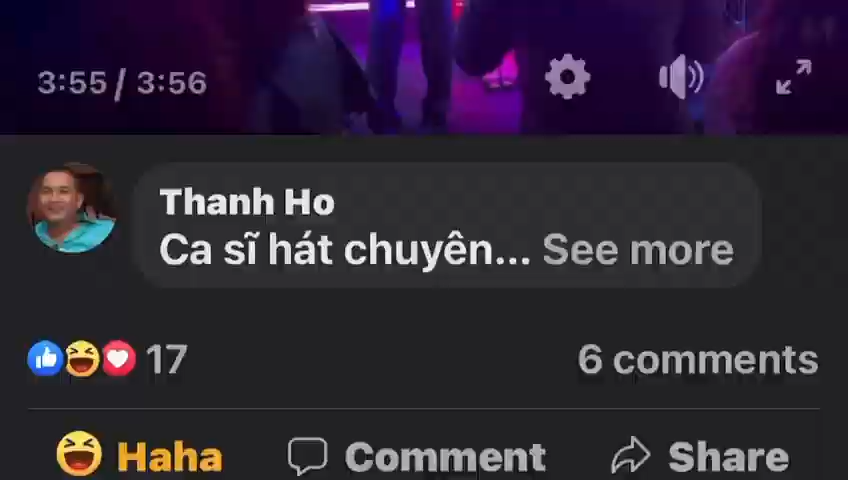 3:55 / 3:56
Thanh Ho
Ca sĩ hát chuyên... See more
17
6 comments
Haha
Comment
Share